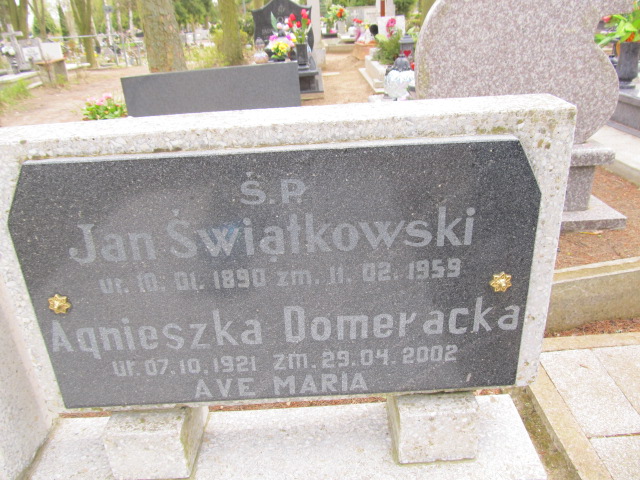 Ś.P.
Jan Świątkowski
ur. 10. 01. 1890 zm. 11. 02. 1959
Agnieszka Domeracka
ur. 07. 10. 1921 zm. 29. 04. 2002
AVE MARIA